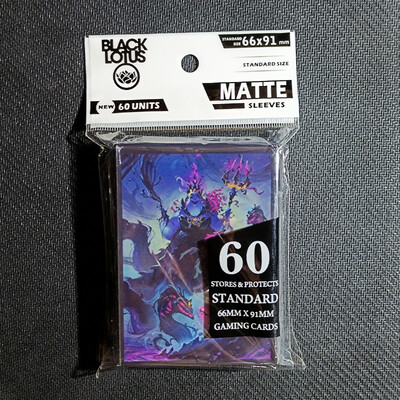 BLACK
LOTUS
NEW 60 UNITS
STANDARD
SIZE 66x91 mm
STANDARD SIZE
MATTE
SLEEVES
60
STORES & PROTECTS
STANDARD
66MM X 91MM
GAMING CARDS